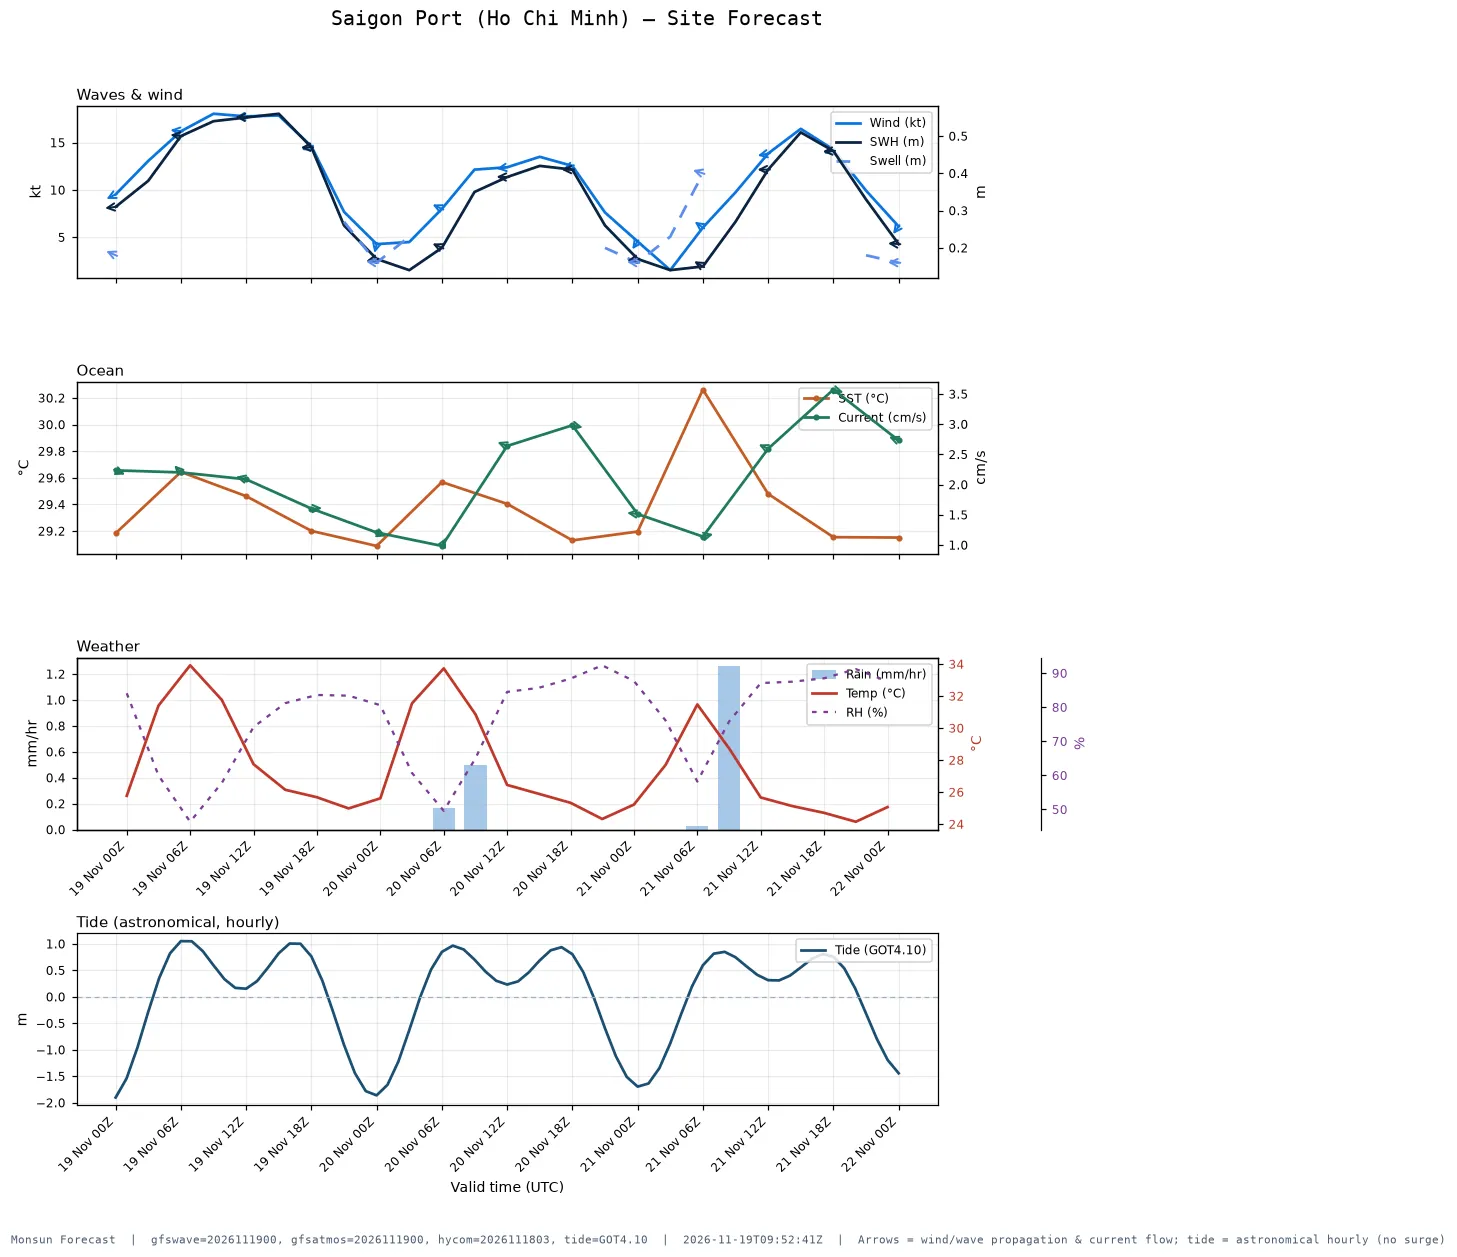 Saigon Port (Ho Chi Minh) — Site Forecast
Waves & wind
Wind (kt)
SWH (m)
Swell (m)
15
10
5
kt
0.5
0.4
0.3
0.2
m
Ocean
SST (°C)
Current (cm/s)
30.2
30.0
29.8
29.6
29.4
29.2
°C
3.5
3.0
2.5
2.0
1.5
1.0
cm/s
Weather
Rain (mm/hr)
Temp (°C)
RH (%)
1.2
1.0
0.8
0.6
0.4
0.2
0.0
mm/hr
34
32
30
28
26
24
°C
90
80
70
60
50
%
19 Nov 00Z
19 Nov 06Z
19 Nov 12Z
19 Nov 18Z
20 Nov 00Z
20 Nov 06Z
20 Nov 12Z
20 Nov 18Z
21 Nov 00Z
21 Nov 06Z
21 Nov 12Z
21 Nov 18Z
22 Nov 00Z
Tide (astronomical, hourly)
Tide (GOT4.10)
1.0
0.5
0.0
−0.5
−1.0
−1.5
−2.0
m
19 Nov 00Z
19 Nov 06Z
19 Nov 12Z
19 Nov 18Z
20 Nov 00Z
20 Nov 06Z
20 Nov 12Z
20 Nov 18Z
21 Nov 00Z
21 Nov 06Z
21 Nov 12Z
21 Nov 18Z
22 Nov 00Z
Valid time (UTC)
Monsun Forecast | gfswave=2026111900, gfsatmos=2026111900, hycom=2026111803, tide=GOT4.10 | 2026-11-19T09:52:41Z | Arrows = wind/wave propagation & current flow; tide = astronomical hourly (no surge)